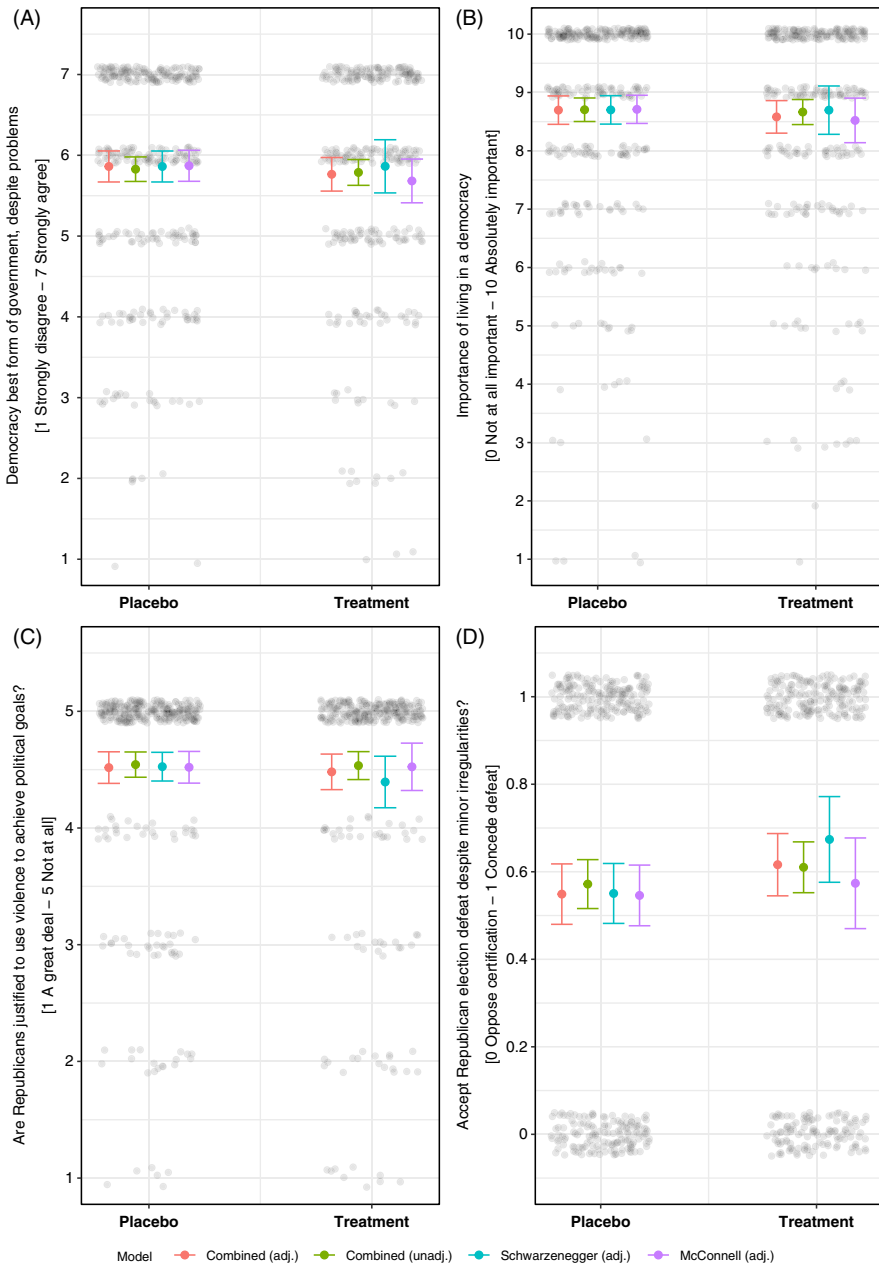 (A)
Democracy best form of government, despite problems
[1 Strongly disagree – 7 Strongly agree]
7
6
5
4
3
2
1
Placebo
Treatment
(B)
Importance of living in a democracy
[0 Not at all important – 10 Absolutely important]
10
9
8
7
6
5
4
3
2
1
Placebo
Treatment
(C)
Are Republicans justified to use violence to achieve political goals?
[1 A great deal – 5 Not at all]
5
4
3
2
1
Placebo
Treatment
(D)
Accept Republican election defeat despite minor irregularities?
[0 Oppose certification – 1 Concede defeat]
1
0.8
0.6
0.4
0.2
0
Placebo
Treatment
Model Combined (adj.) Combined (unadj.) Schwarzenegger (adj.) McConnell (adj.)